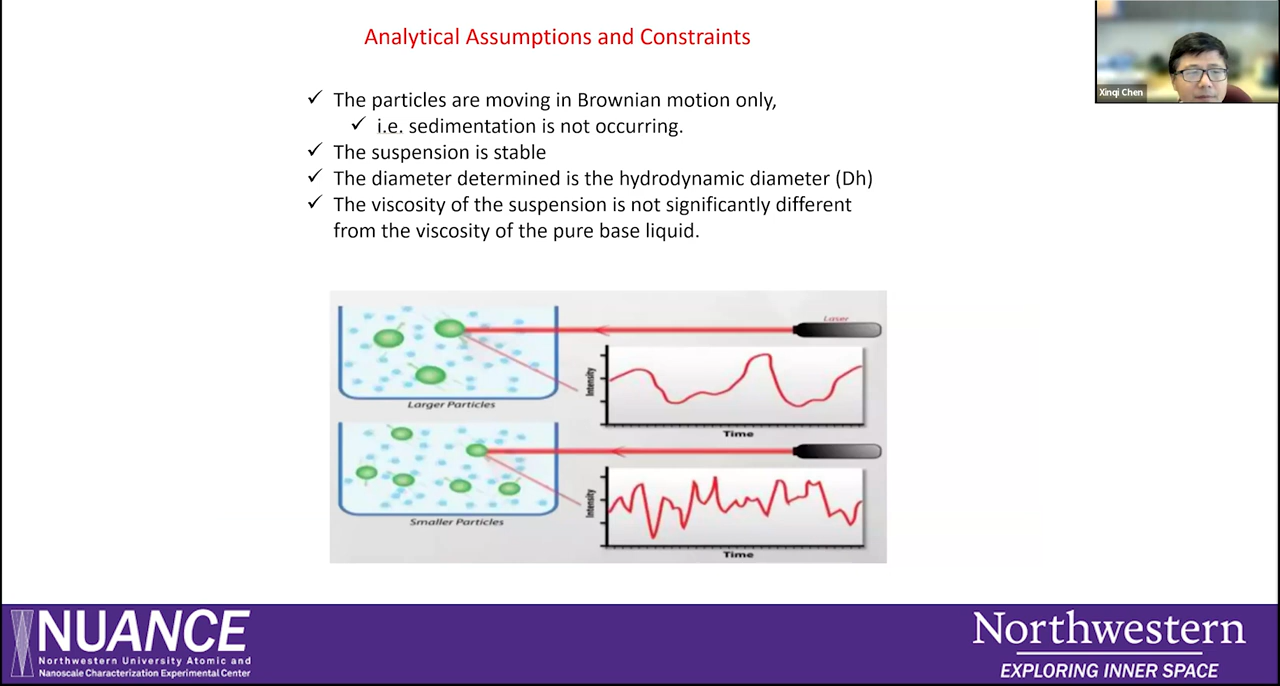 Analytical Assumptions and Constraints
Xinqi Chen
✓ The particles are moving in Brownian motion only,
✓ i.e. sedimentation is not occurring.
✓ The suspension is stable
✓ The diameter determined is the hydrodynamic diameter (Dh)
✓ The viscosity of the suspension is not significantly different
from the viscosity of the pure base liquid.
Laser
Intensity
Larger Particles
Time
Intensity
Smaller Particles
Time
NUANCE
Northwestern University Atomic and
Nanoscale Characterization Experimental Center
Northwestern
EXPLORING INNER SPACE